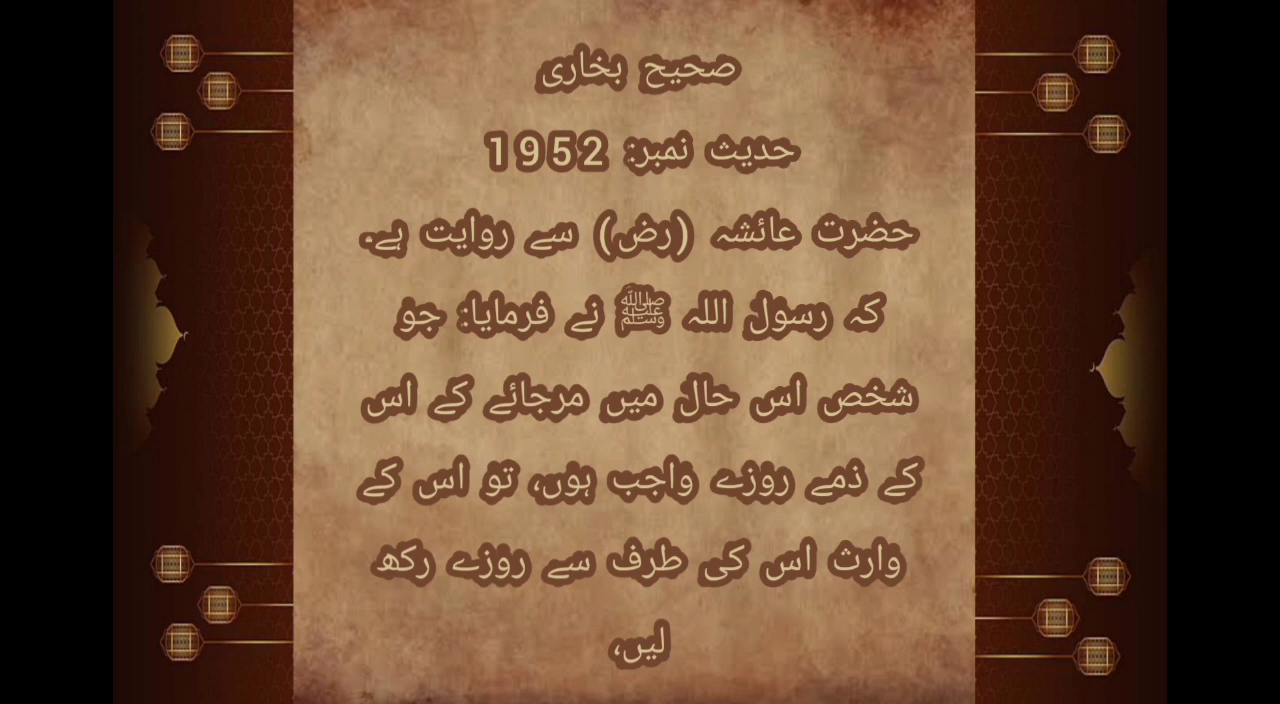 صحیح بخاری
حدیث نمبر: 1952
حضرت عائشہ (رض) سے روایت ہے۔
کہ رسول اللہ ﷺ نے فرمایا: جو
شخص اس حال میں مرجائے کے اس
کے ذمے روزے واجب ہوں، تو اس کے
وارث اس کی طرف سے روزے رکھ
لیں،